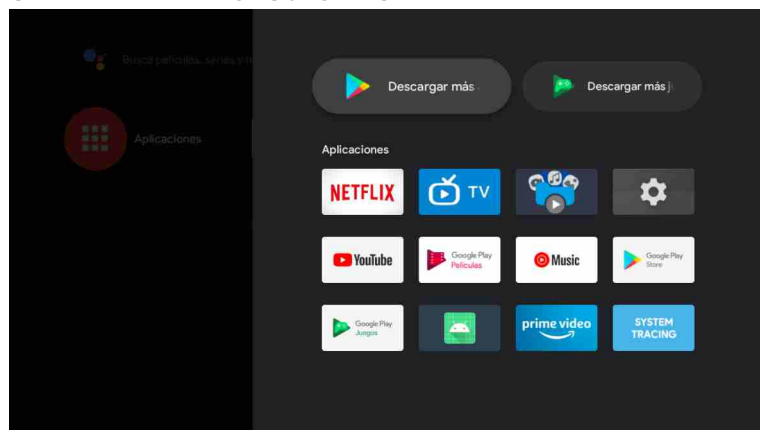 Busca películas, series y m
Descargar más
Descargar más j
Aplicaciones
Aplicaciones
NETFLIX
TV
YouTube
Google Play
Películas
Music
Google Play
Store
Google Play
Juegos
prime video
SYSTEM
TRACING